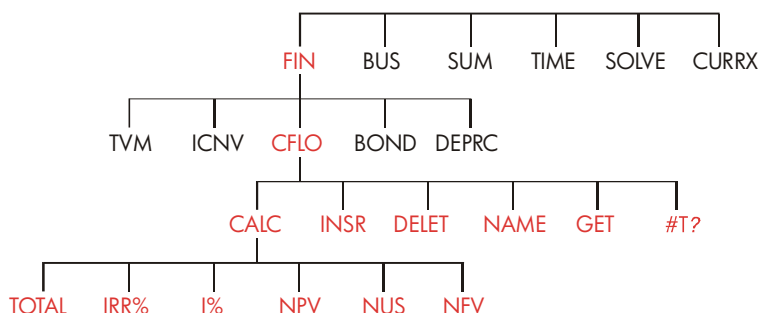 FIN BUS SUM TIME SOLVE CURRX
TVM ICNV CFLO BOND DEPRC
CALC INSR DELET NAME GET #T?
TOTAL IRR% I% NPV NUS NFV